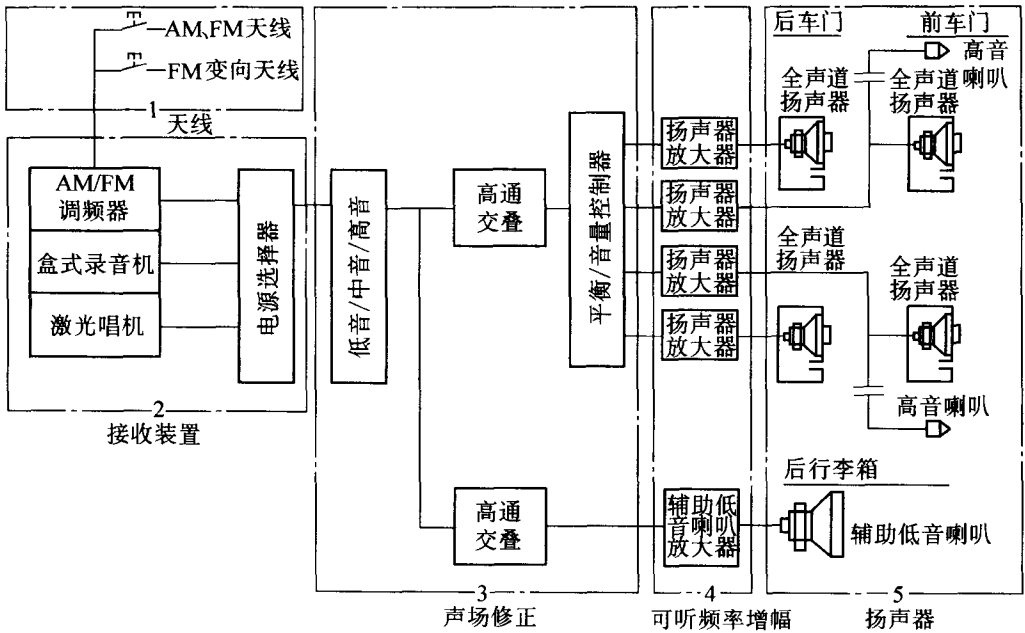 AM、FM天线
FM变向天线
1
天线
AM/FM
调频器
盒式录音机
激光唱机
电源选择器
2
接收装置
低音/中音/高音
高通
交叠
高通
交叠
平衡/音量控制器
3
声场修正
扬声器
放大器
扬声器
放大器
扬声器
放大器
扬声器
放大器
辅助低
音喇叭
放大器
4
可听频率增幅
后车门
前车门
高音
喇叭
全声道
扬声器
全声道
扬声器
全声道
扬声器
全声道
扬声器
高音喇叭
后行李箱
辅助低音喇叭
5
扬声器